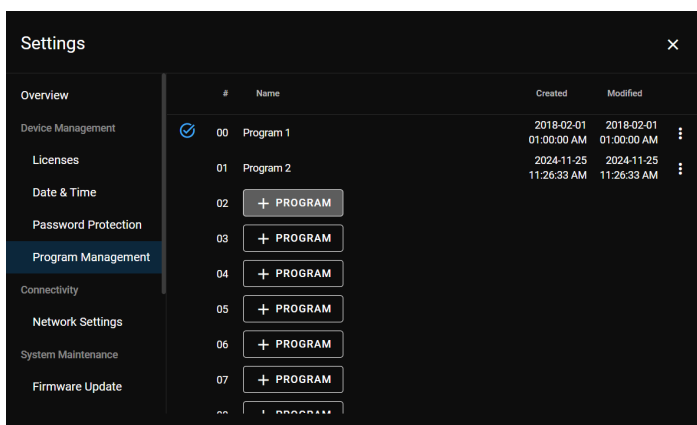 Settings
Overview
Device Management
Licenses
Date & Time
Password Protection
Program Management
Connectivity
Network Settings
System Maintenance
Firmware Update
# Name Created Modified
00 Program 1 2018-02-01 2018-02-01
01:00:00 AM 01:00:00 AM
01 Program 2 2024-11-25 2024-11-25
11:26:33 AM 11:26:33 AM
02 + PROGRAM
03 + PROGRAM
04 + PROGRAM
05 + PROGRAM
06 + PROGRAM
07 + PROGRAM